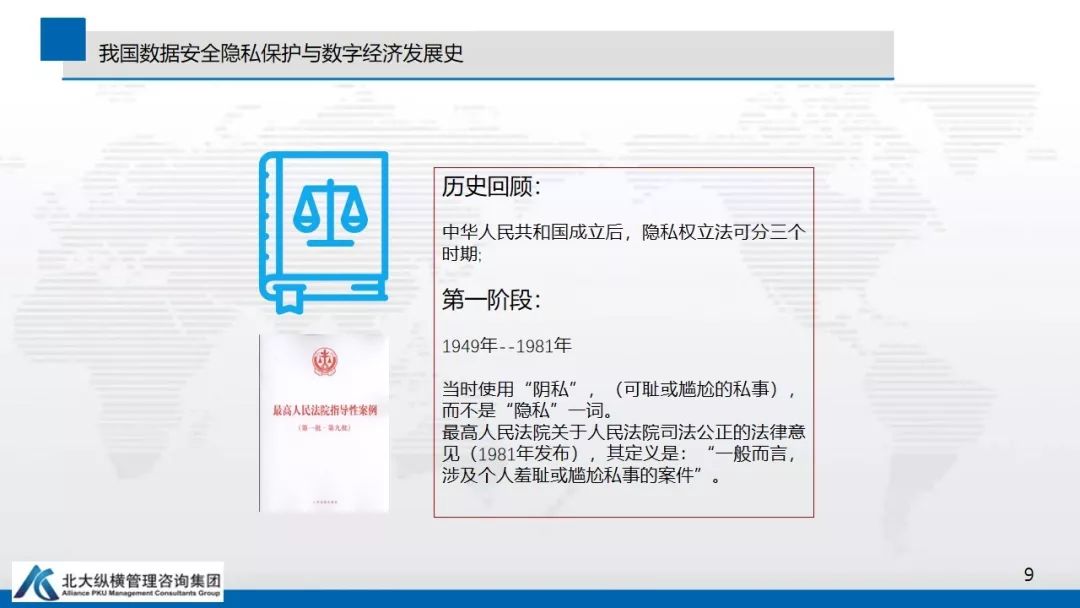 我国数据安全隐私保护与数字经济发展史
历史回顾：
中华人民共和国成立后，隐私权立法可分三个
时期;
第一阶段：
1949年--1981年
当时使用“阴私”，（可耻或尴尬的私事），
而不是“隐私”一词。
最高人民法院关于人民法院司法公正的法律意
见（1981年发布），其定义是：“一般而言，
涉及个人羞耻或尴尬私事的案件”。
最高人民法院指导性案例
（第一批·第九批）
北大纵横管理咨询集团
Alliance PKU Management Consultants Group
9